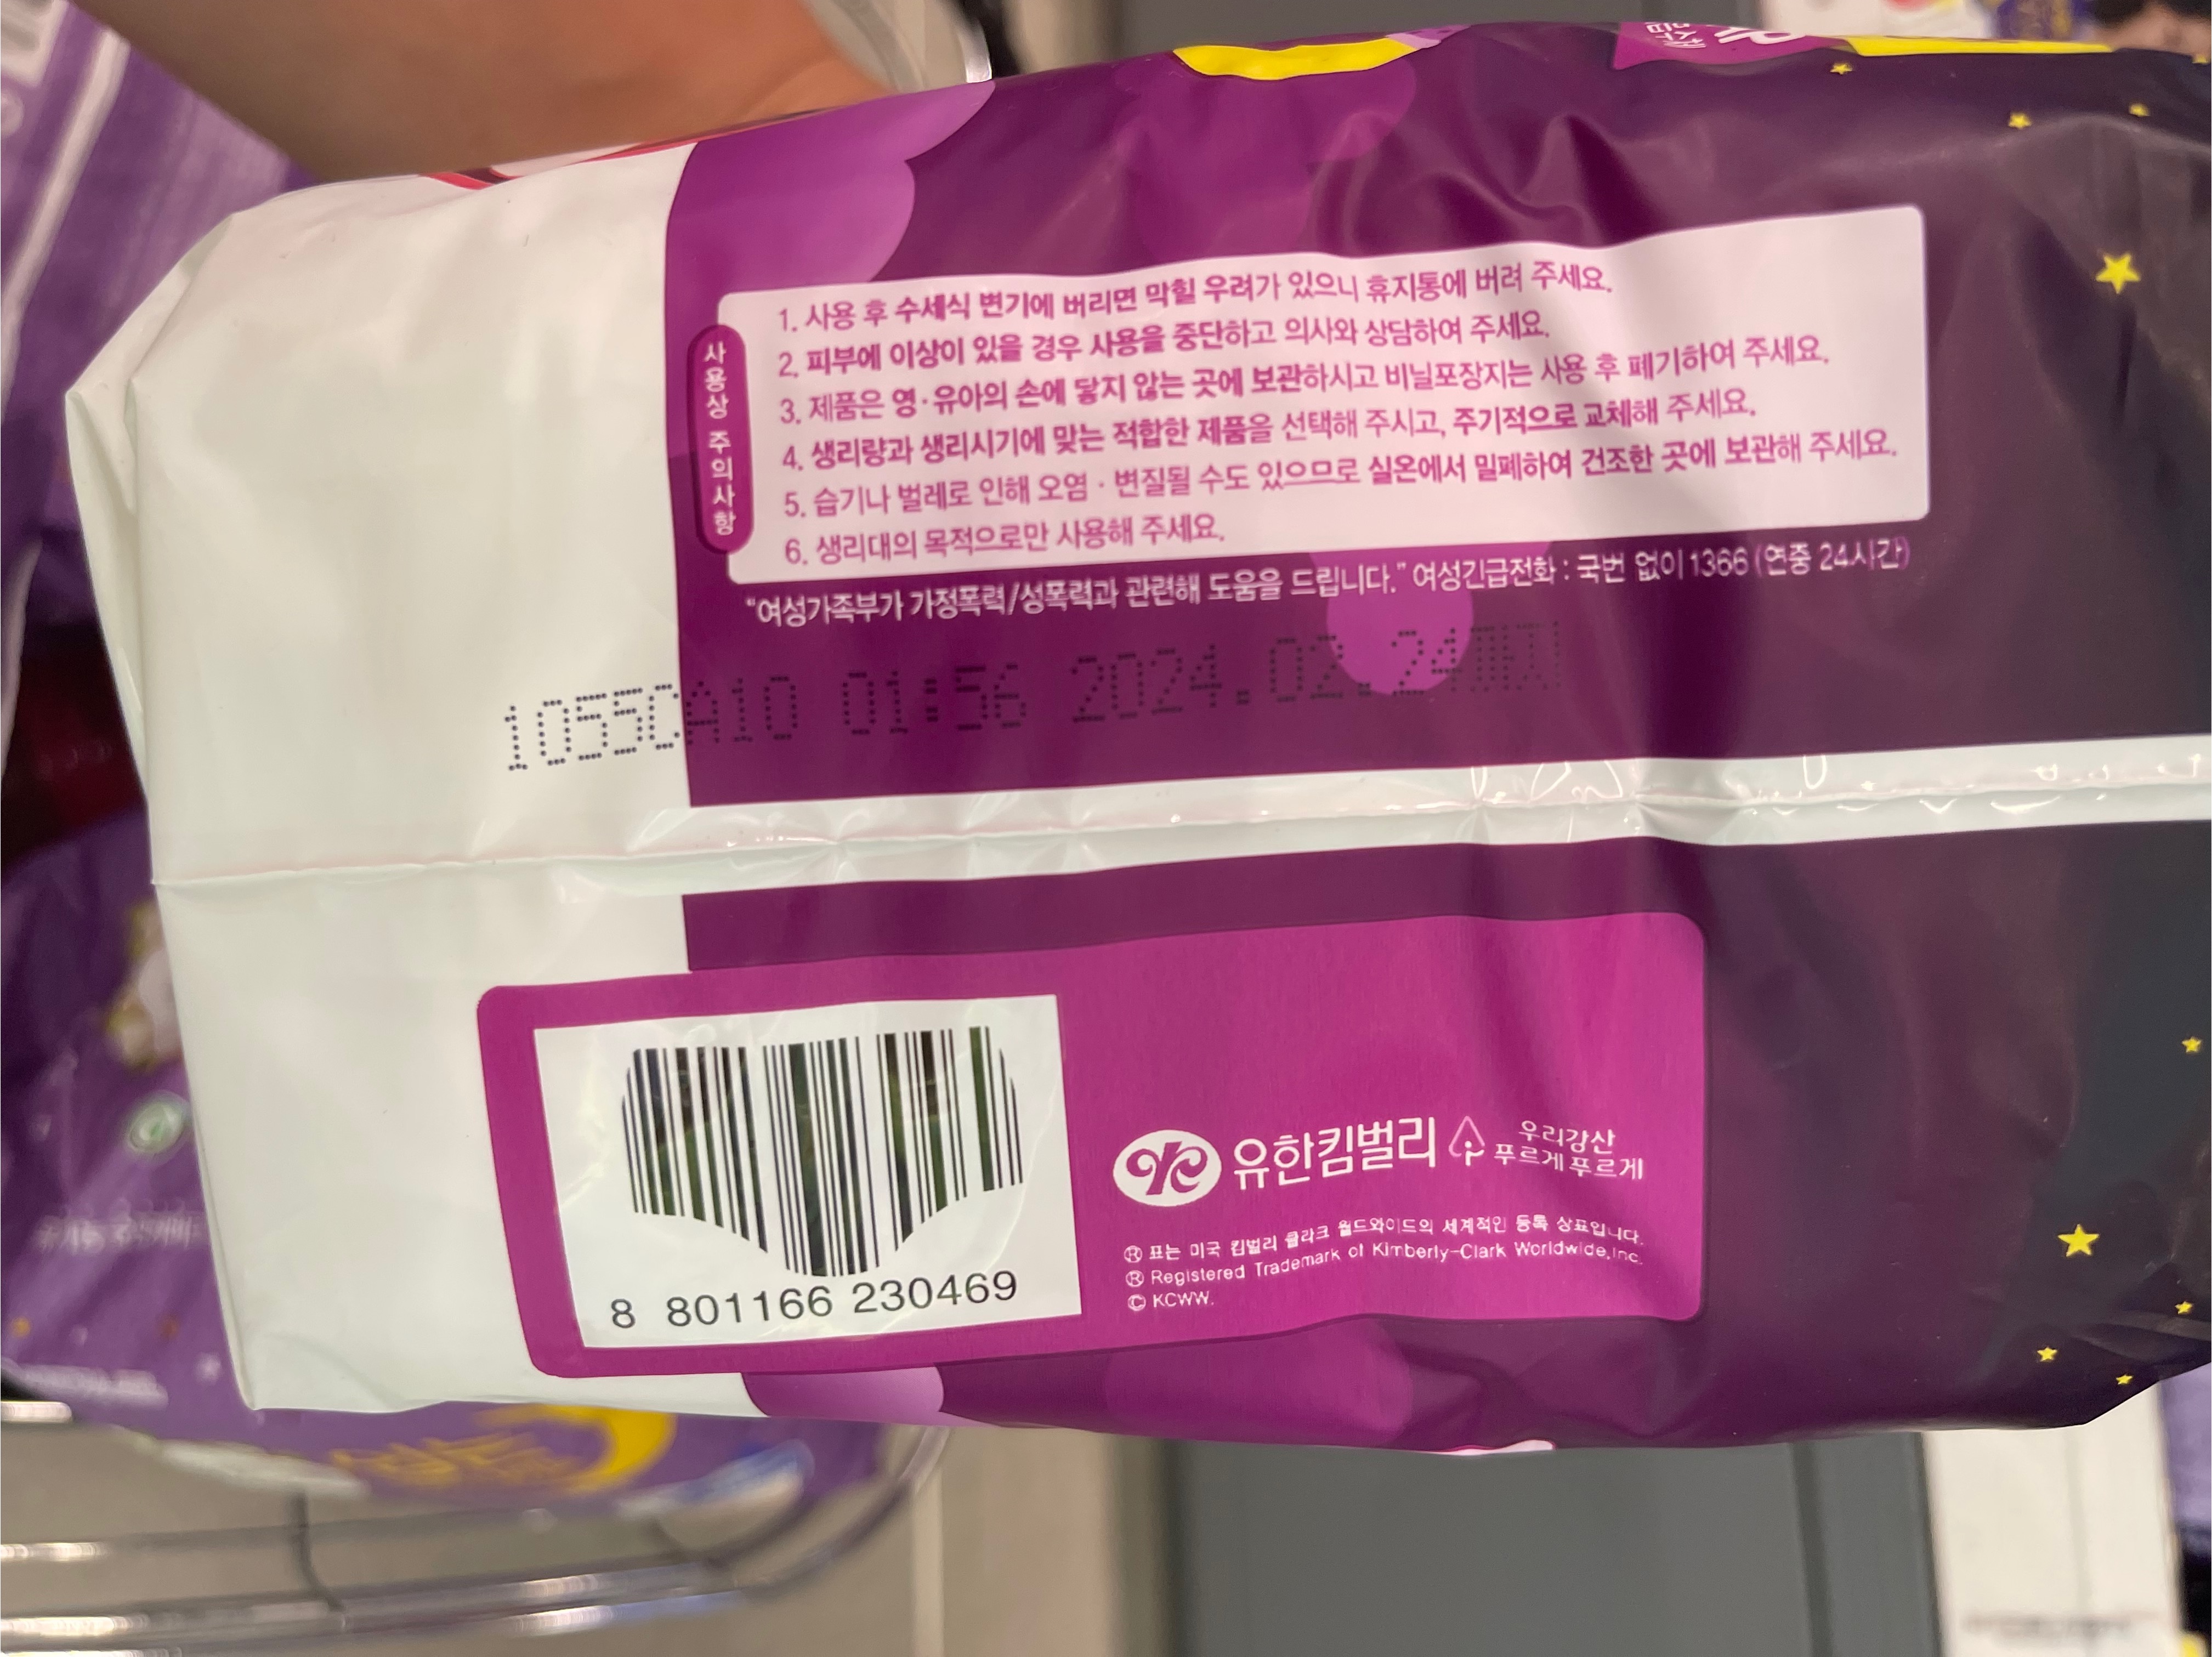 사용상 주의사항
1. 사용 후 수세식 변기에 버리면 막힐 우려가 있으니 휴지통에 버려 주세요.
2. 피부에 이상이 있을 경우 사용을 중단하고 의사와 상담하여 주세요.
3. 제품은 영·유아의 손에 닿지 않는 곳에 보관하시고 비닐포장지는 사용 후 폐기하여 주세요.
4. 생리량과 생리시기에 맞는 적합한 제품을 선택해 주시고, 주기적으로 교체해 주세요.
5. 습기나 벌레로 인해 오염·변질될 수도 있으므로 실온에서 밀폐하여 건조한 곳에 보관해 주세요.
6. 생리대의 목적으로만 사용해 주세요.
“여성가족부가 가정폭력/성폭력과 관련해 도움을 드립니다.” 여성긴급전화 : 국번 없이 1366 (연중 24시간)
1055CA10 01:56 2024.02.24까지
유한킴벌리
우리강산
푸르게 푸르게
® 표는 미국 킴벌리 클라크 월드와이드의 세계적인 등록 상표입니다.
® Registered Trademark of Kimberly-Clark Worldwide,Inc.
© KCWW.
8 801166 230469